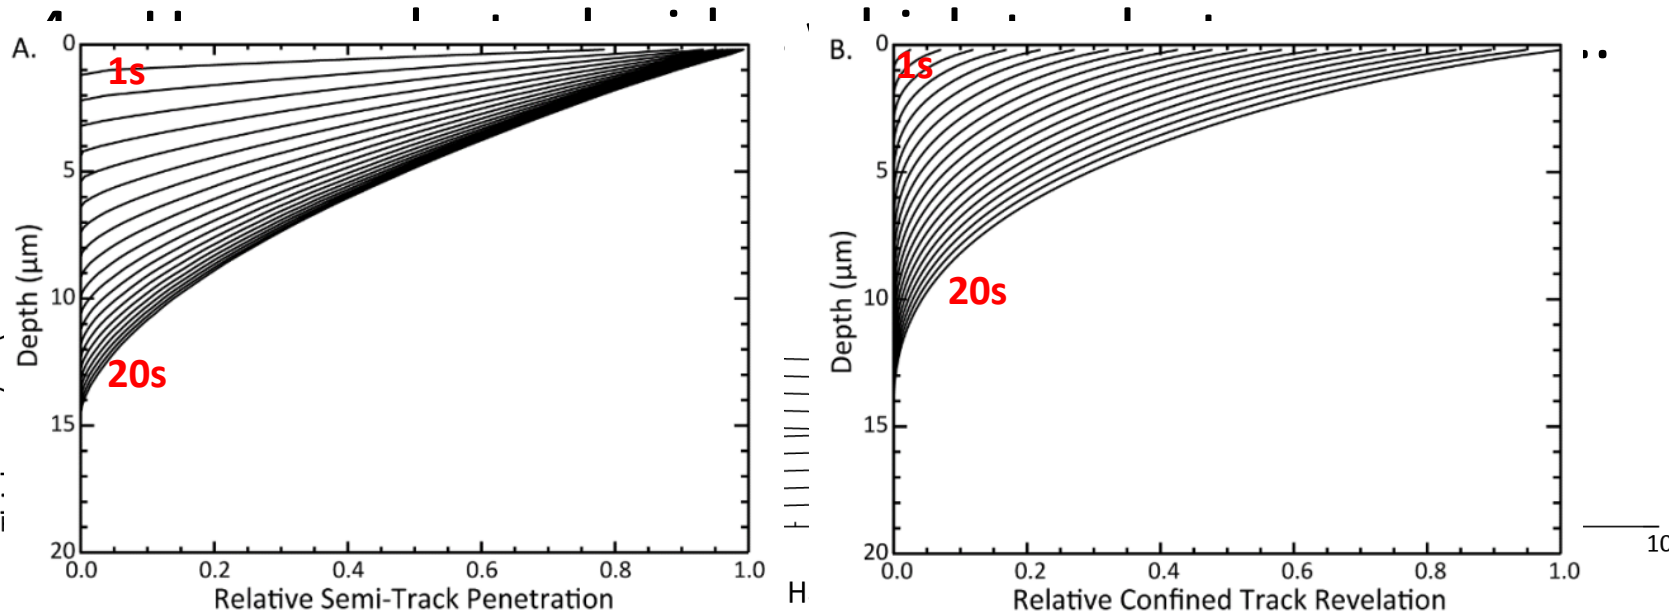 A.
0
5
10
15
20
1s
20s
Depth (µm)
0.0 0.2 0.4 0.6 0.8 1.0
Relative Semi-Track Penetration
H
B.
0
5
10
15
20
1s
20s
Depth (µm)
0.0 0.2 0.4 0.6 0.8 1.0
Relative Confined Track Revelation
10